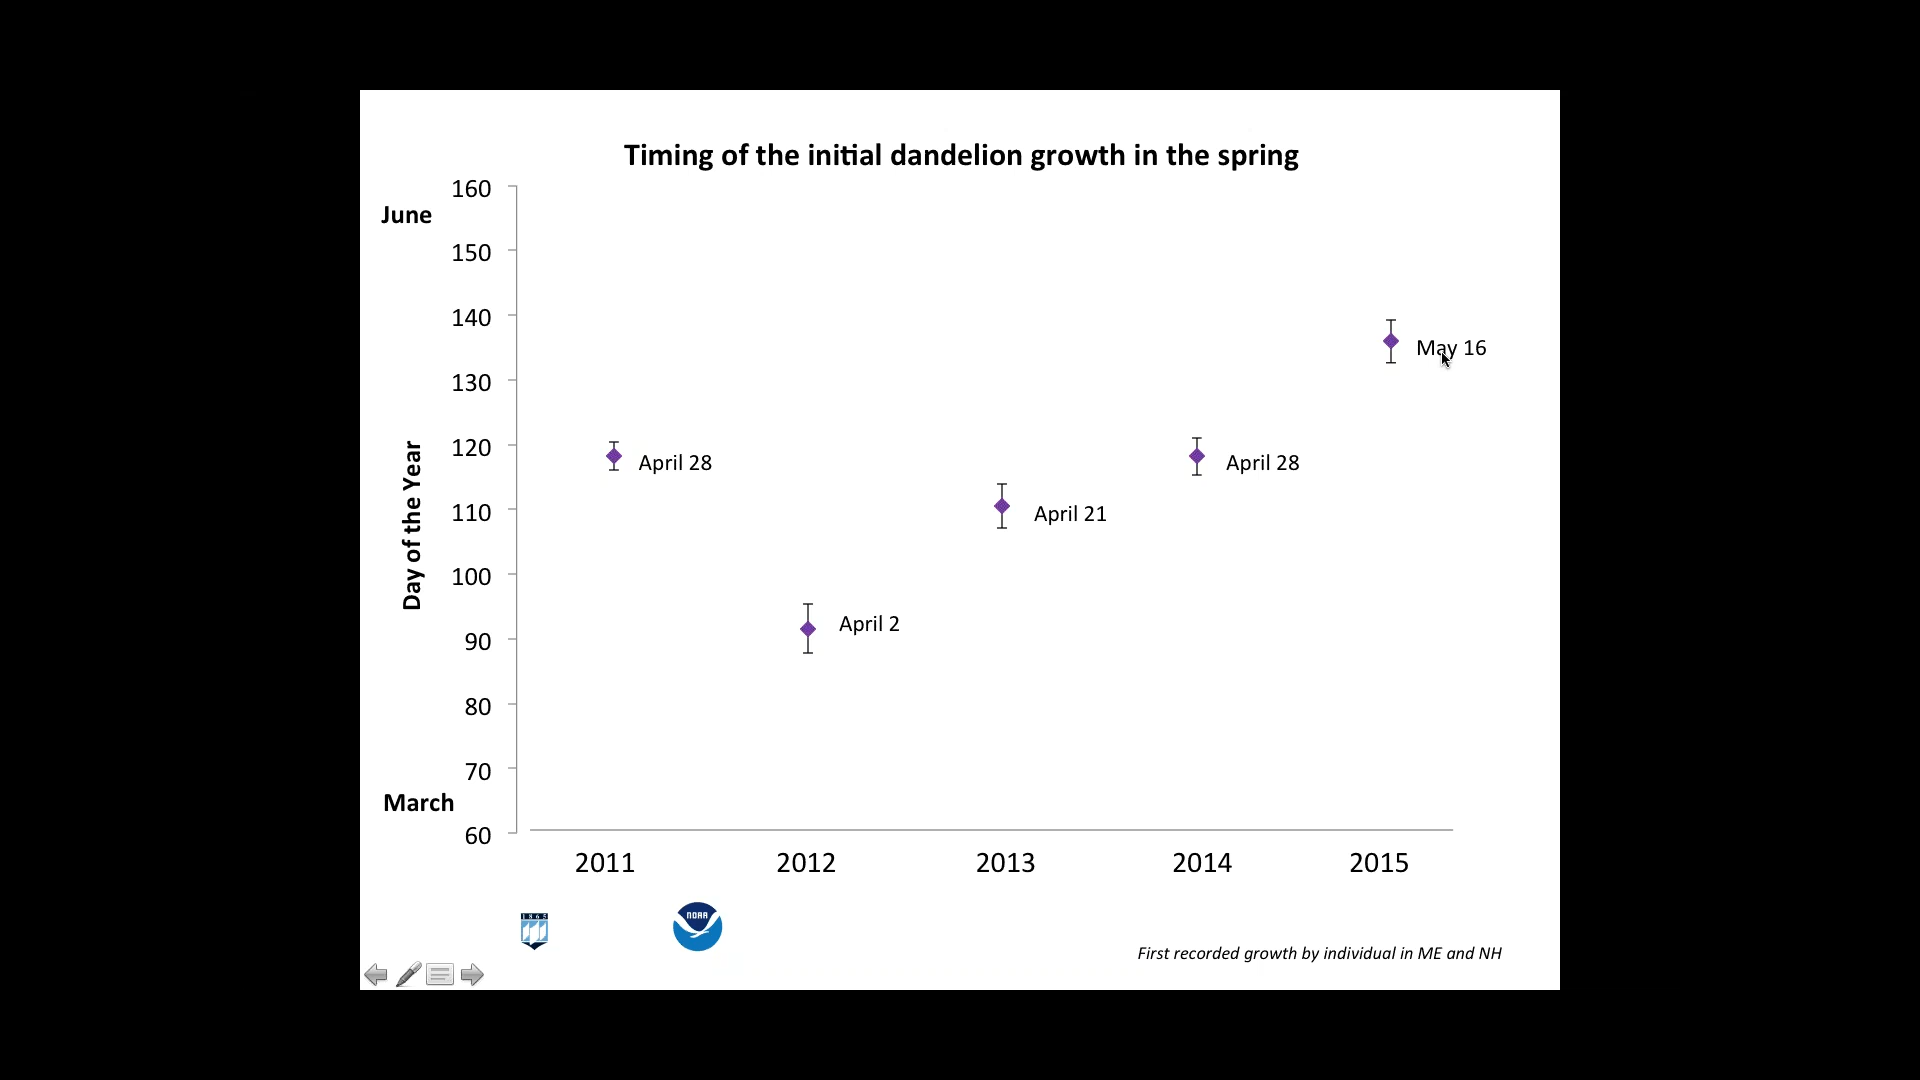 Timing of the initial dandelion growth in the spring
160
June
150
140
May 16
130
120
April 28
April 28
Day of the Year
110
April 21
100
90
April 2
80
70
March
60
2011 2012 2013 2014 2015
1865
NOAA
First recorded growth by individual in ME and NH